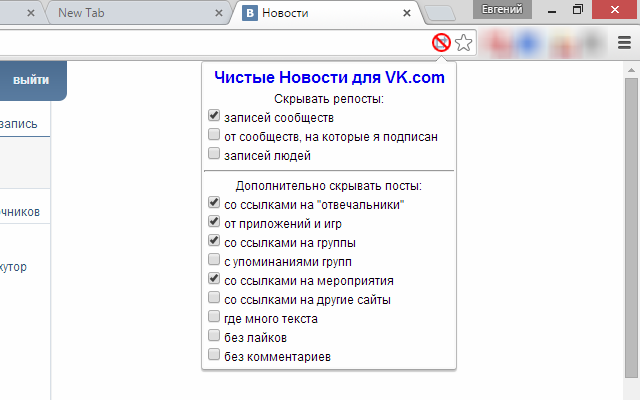 New Tab
Новости
Евгений
выйти
запись
чников
хутор
Чистые Новости для VK.com
Скрывать репосты:
записей сообществ
от сообществ, на которые я подписан
записей людей
Дополнительно скрывать посты:
со ссылками на "отвечальники"
от приложений и игр
со ссылками на группы
с упоминаниями групп
со ссылками на мероприятия
со ссылками на другие сайты
где много текста
без лайков
без комментариев